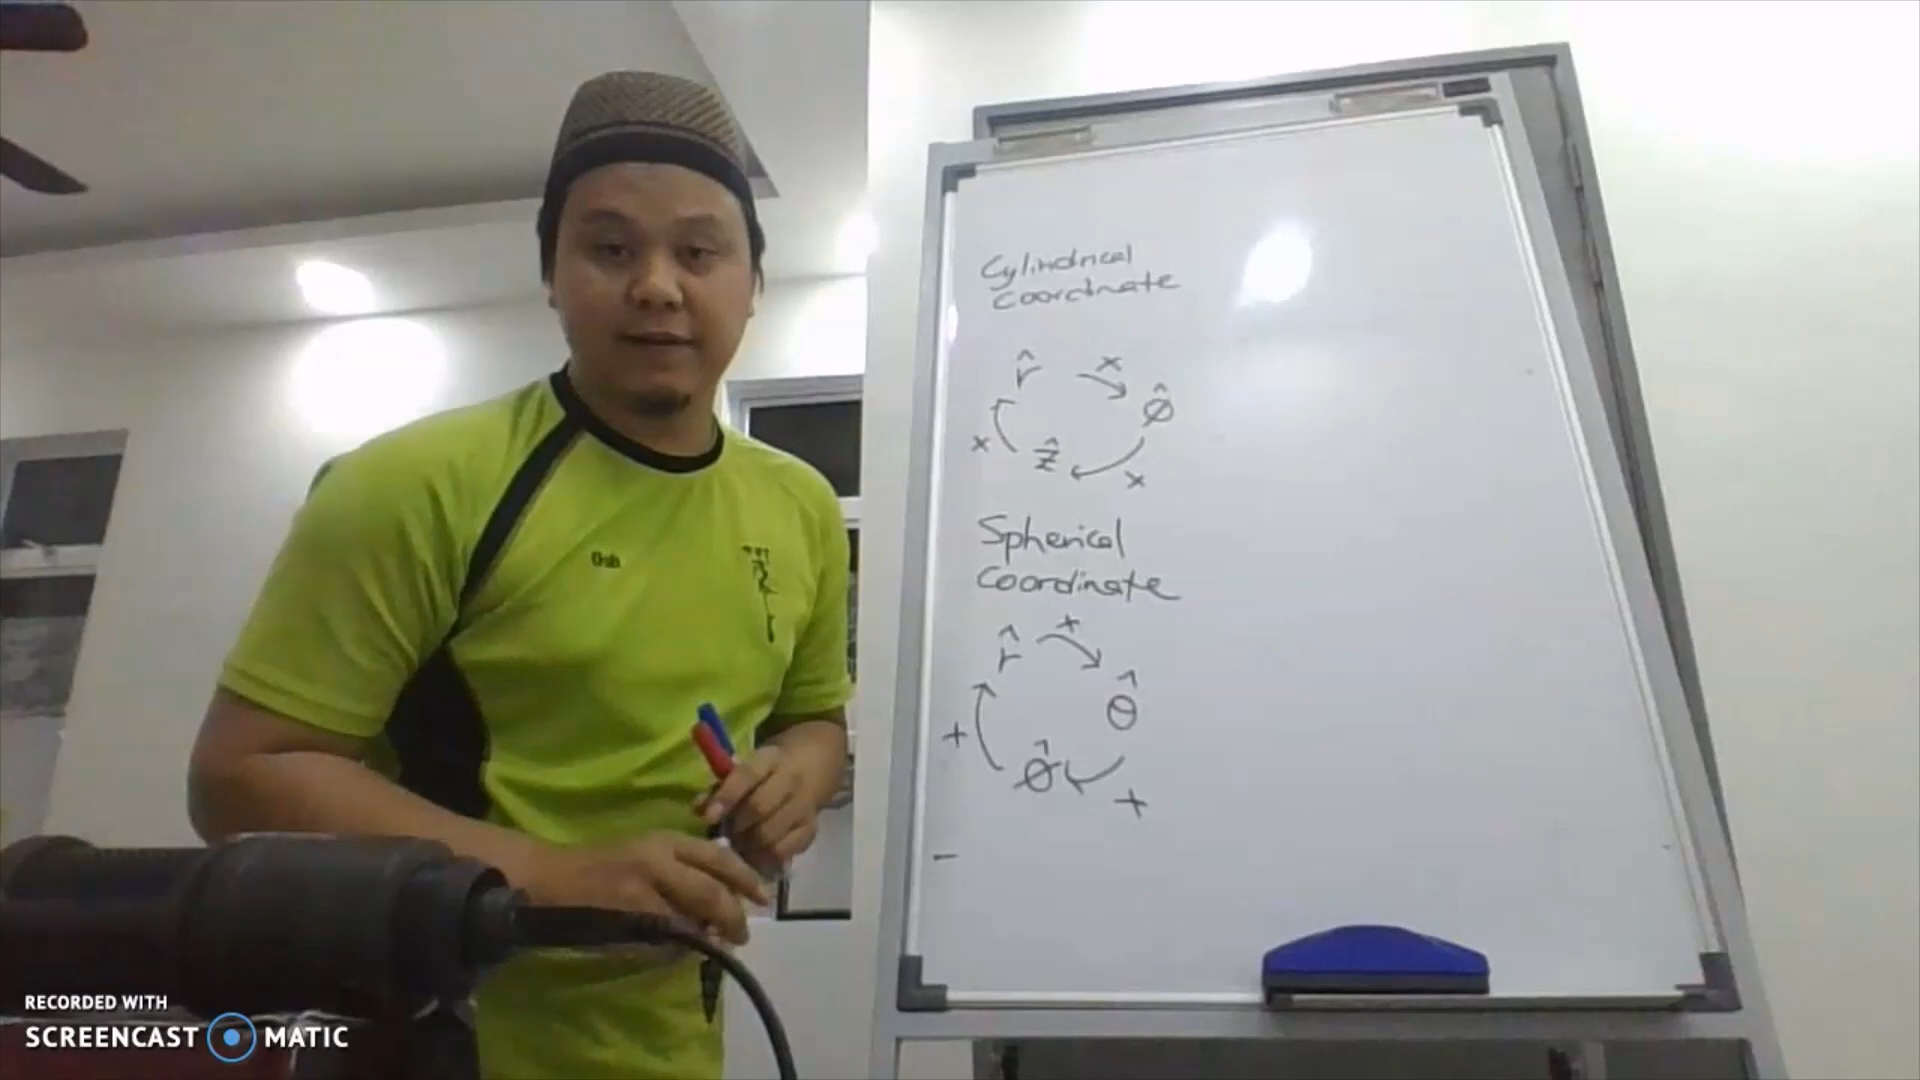 Cylindrical
Coordinate
r̂ × φ̂
× ẑ ×
Spherical
Coordinate
r̂ × θ̂
× φ̂ ×
RECORDED WITH
SCREENCAST MATIC